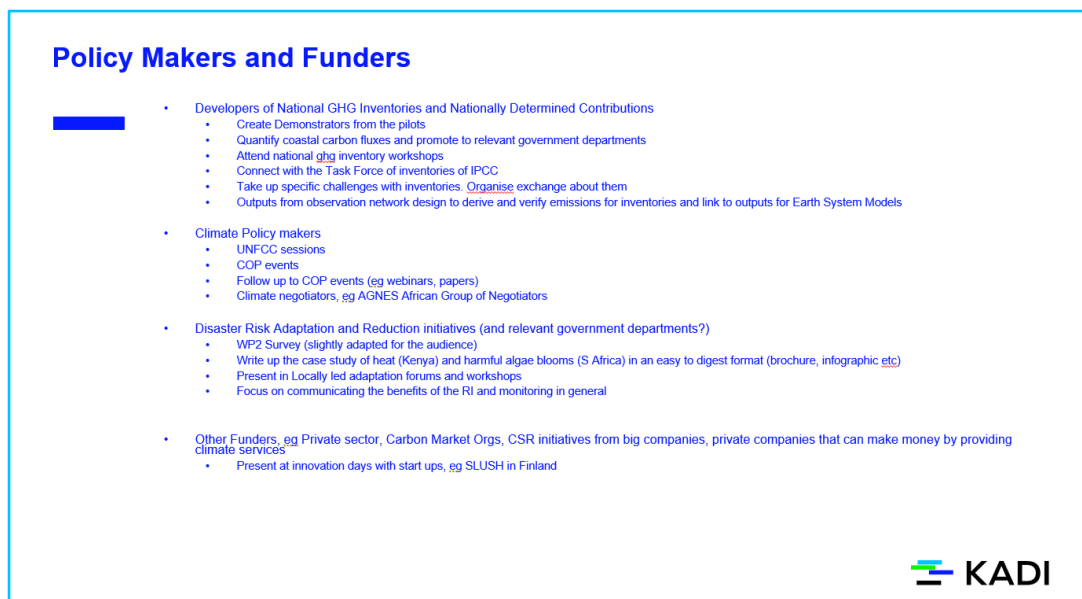 Policy Makers and Funders
• Developers of National GHG Inventories and Nationally Determined Contributions
• Create Demonstrators from the pilots
• Quantify coastal carbon fluxes and promote to relevant government departments
• Attend national ghg inventory workshops
• Connect with the Task Force of inventories of IPCC
• Take up specific challenges with inventories. Organise exchange about them
• Outputs from observation network design to derive and verify emissions for inventories and link to outputs for Earth System Models
• Climate Policy makers
• UNFCC sessions
• COP events
• Follow up to COP events (eg webinars, papers)
• Climate negotiators, eg AGNES African Group of Negotiators
• Disaster Risk Adaptation and Reduction initiatives (and relevant government departments?)
• WP2 Survey (slightly adapted for the audience)
• Write up the case study of heat (Kenya) and harmful algae blooms (S Africa) in an easy to digest format (brochure, infographic etc)
• Present in Locally led adaptation forums and workshops
• Focus on communicating the benefits of the RI and monitoring in general
• Other Funders, eg Private sector, Carbon Market Orgs, CSR initiatives from big companies, private companies that can make money by providing
climate services
• Present at innovation days with start ups, eg SLUSH in Finland
KADI